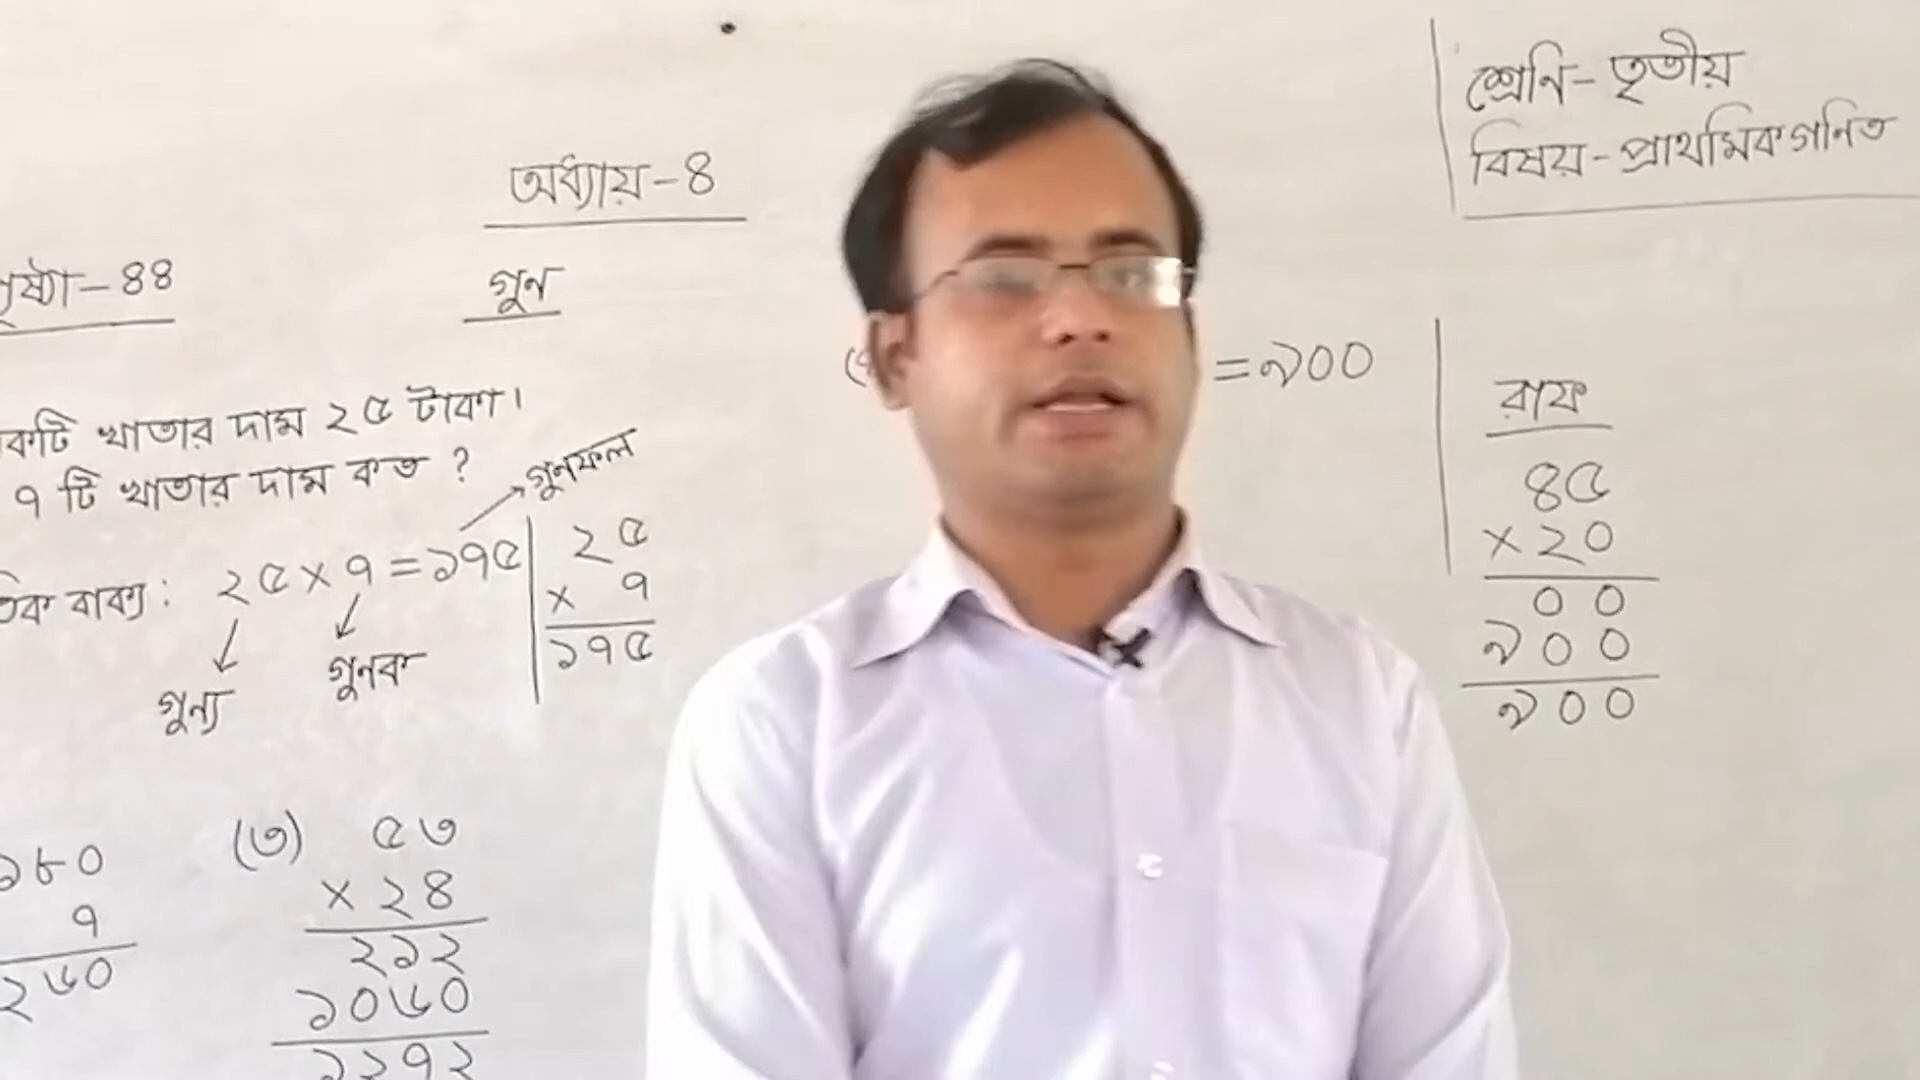 শ্রেনি- তৃতীয়
বিষয়-প্রাথমিক গনিত
অধ্যায়-৪
পৃষ্ঠা-৪৪
গুন
একটি খাতার দাম ২৫ টাকা।
৭ টি খাতার দাম কত ?
বাক্য: ২৫×৭=১৭৫
গুনফল
গুন্য
গুনক
২৫
× ৭
১৭৫
=৯০০
রাফ
৪৫
×২০
০০
৯০০
৯০০
১৮০
৭
২৬০
(৩) ৫৩
×২৪
২১২
১০৬০
১২৭২